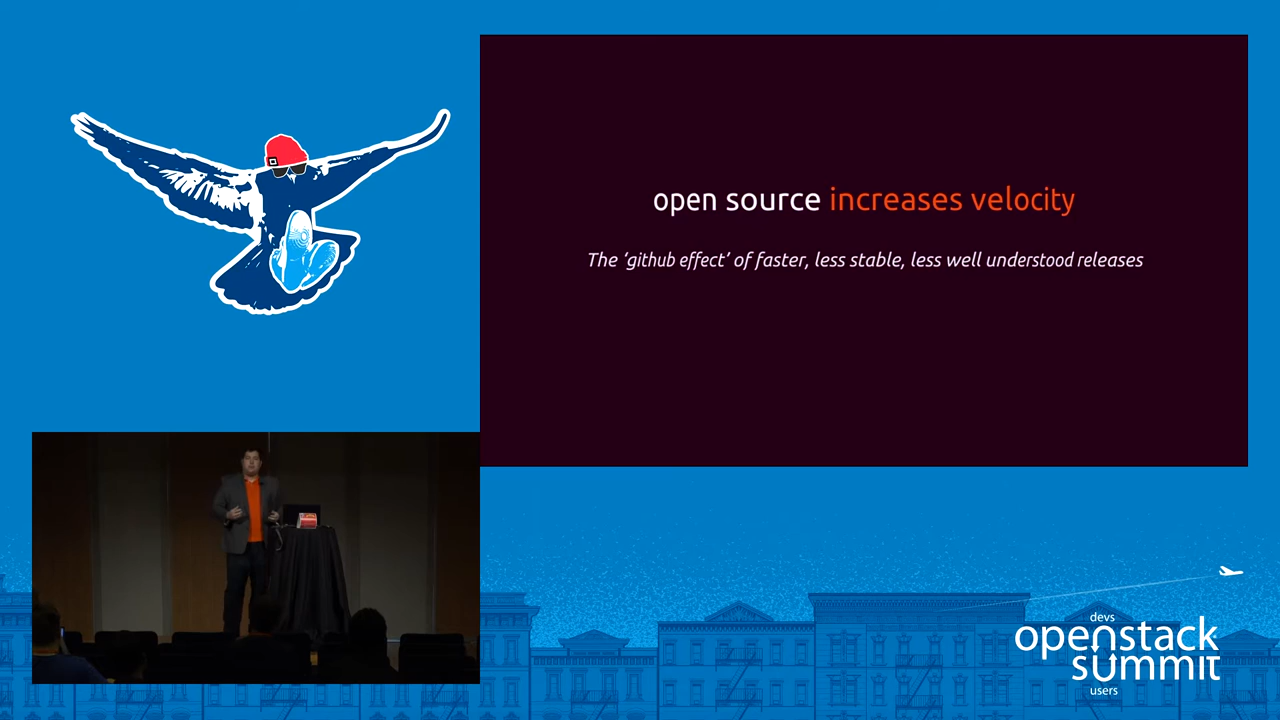 open source increases velocity
The ‘github effect’ of faster, less stable, less well understood releases
devs
openstack
summit
users